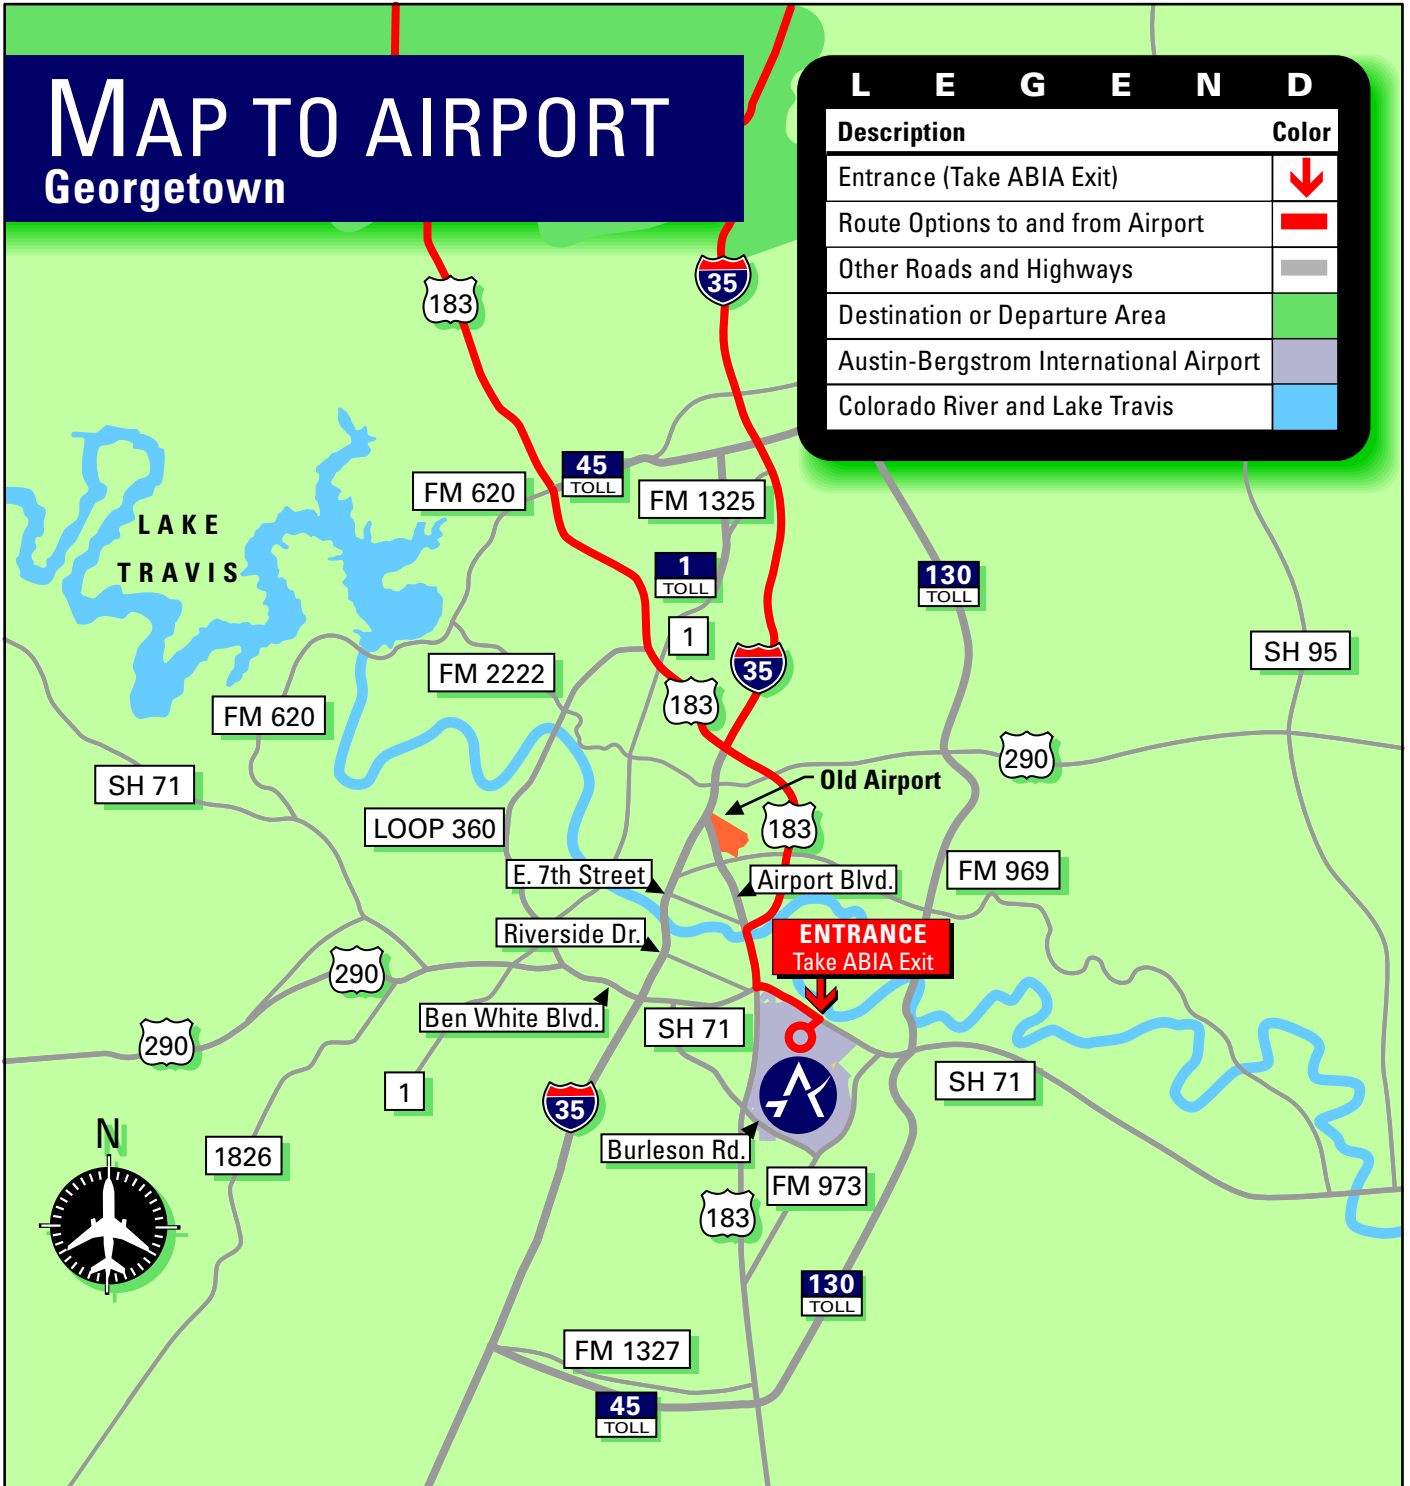 MAP TO AIRPORT
Georgetown
LEGEND
Description Color
Entrance (Take ABIA Exit)
Route Options to and from Airport
Other Roads and Highways
Destination or Departure Area
Austin-Bergstrom International Airport
Colorado River and Lake Travis
183
35
45
TOLL
FM 620
FM 1325
LAKE
TRAVIS
1
TOLL
130
TOLL
1
SH 95
35
FM 2222
183
FM 620
290
SH 71
Old Airport
LOOP 360
183
E. 7th Street
Airport Blvd.
FM 969
Riverside Dr.
ENTRANCE
Take ABIA Exit
290
Ben White Blvd.
SH 71
290
SH 71
1
35
N
Burleson Rd.
1826
FM 973
183
130
TOLL
FM 1327
45
TOLL